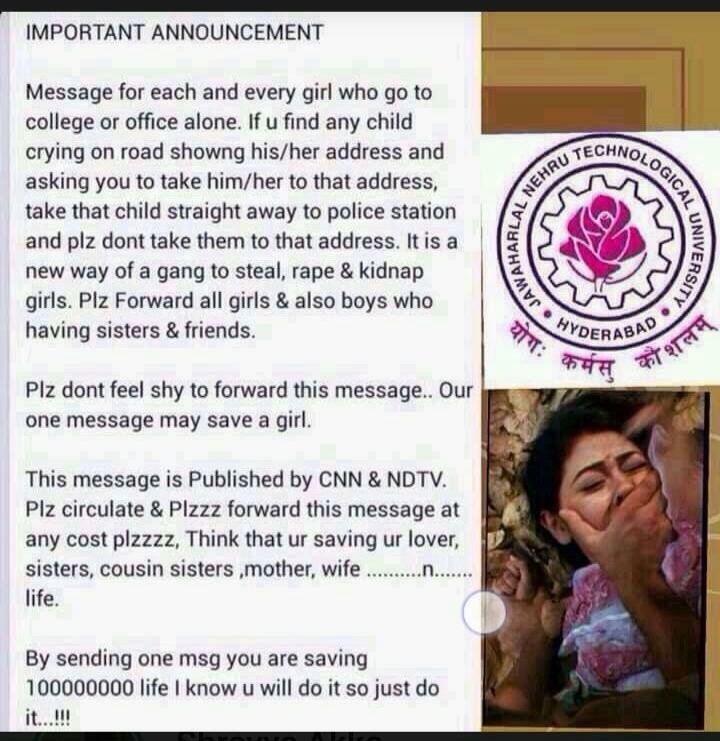 IMPORTANT ANNOUNCEMENT
Message for each and every girl who go to
college or office alone. If u find any child
crying on road showng his/her address and
asking you to take him/her to that address,
take that child straight away to police station
and plz dont take them to that address. It is a
new way of a gang to steal, rape & kidnap
girls. Plz Forward all girls & also boys who
having sisters & friends.
Plz dont feel shy to forward this message.. Our
one message may save a girl.
This message is Published by CNN & NDTV.
Plz circulate & Plzzz forward this message at
any cost plzzzz, Think that ur saving ur lover,
sisters, cousin sisters ,mother, wife ..........n.......
life.
By sending one msg you are saving
100000000 life I know u will do it so just do
it...!!!
JAWAHARLAL NEHRU TECHNOLOGICAL UNIVERSITY
HYDERABAD
योगः कर्मसु कौशलम्